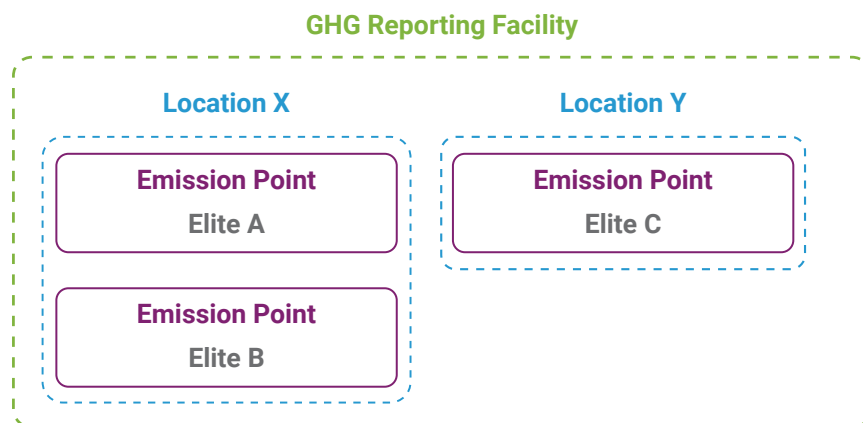 GHG Reporting Facility
Location X
Emission Point
Elite A
Emission Point
Elite B
Location Y
Emission Point
Elite C